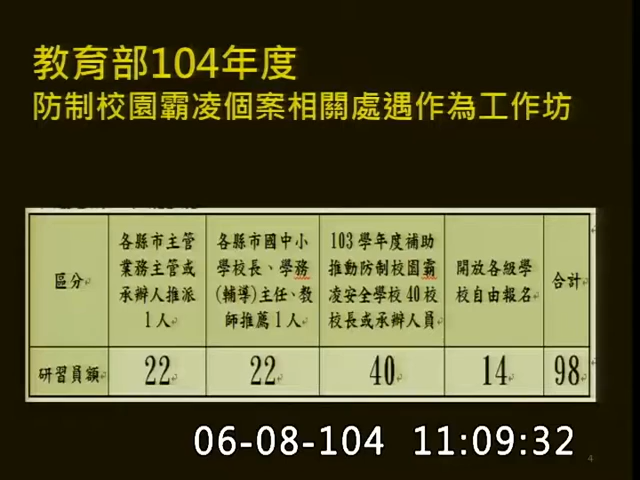 教育部104年度
防制校園霸凌個案相關處遇作為工作坊
區分
各縣市主管
業務主管或
承辦人推派
1人
各縣市國中小
學校長、學務
(輔導)主任、教
師推薦1人
103 學年度補助
推動防制校園霸
凌安全學校 40校
校長或承辦人員
開放各級學
校自由報名
合計
研習員額
22
22
40
14
98
06-08-104 11:09:32
4